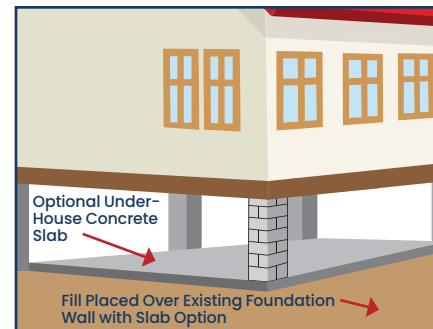 Optional Under-
House Concrete
Slab
Fill Placed Over Existing Foundation
Wall with Slab Option